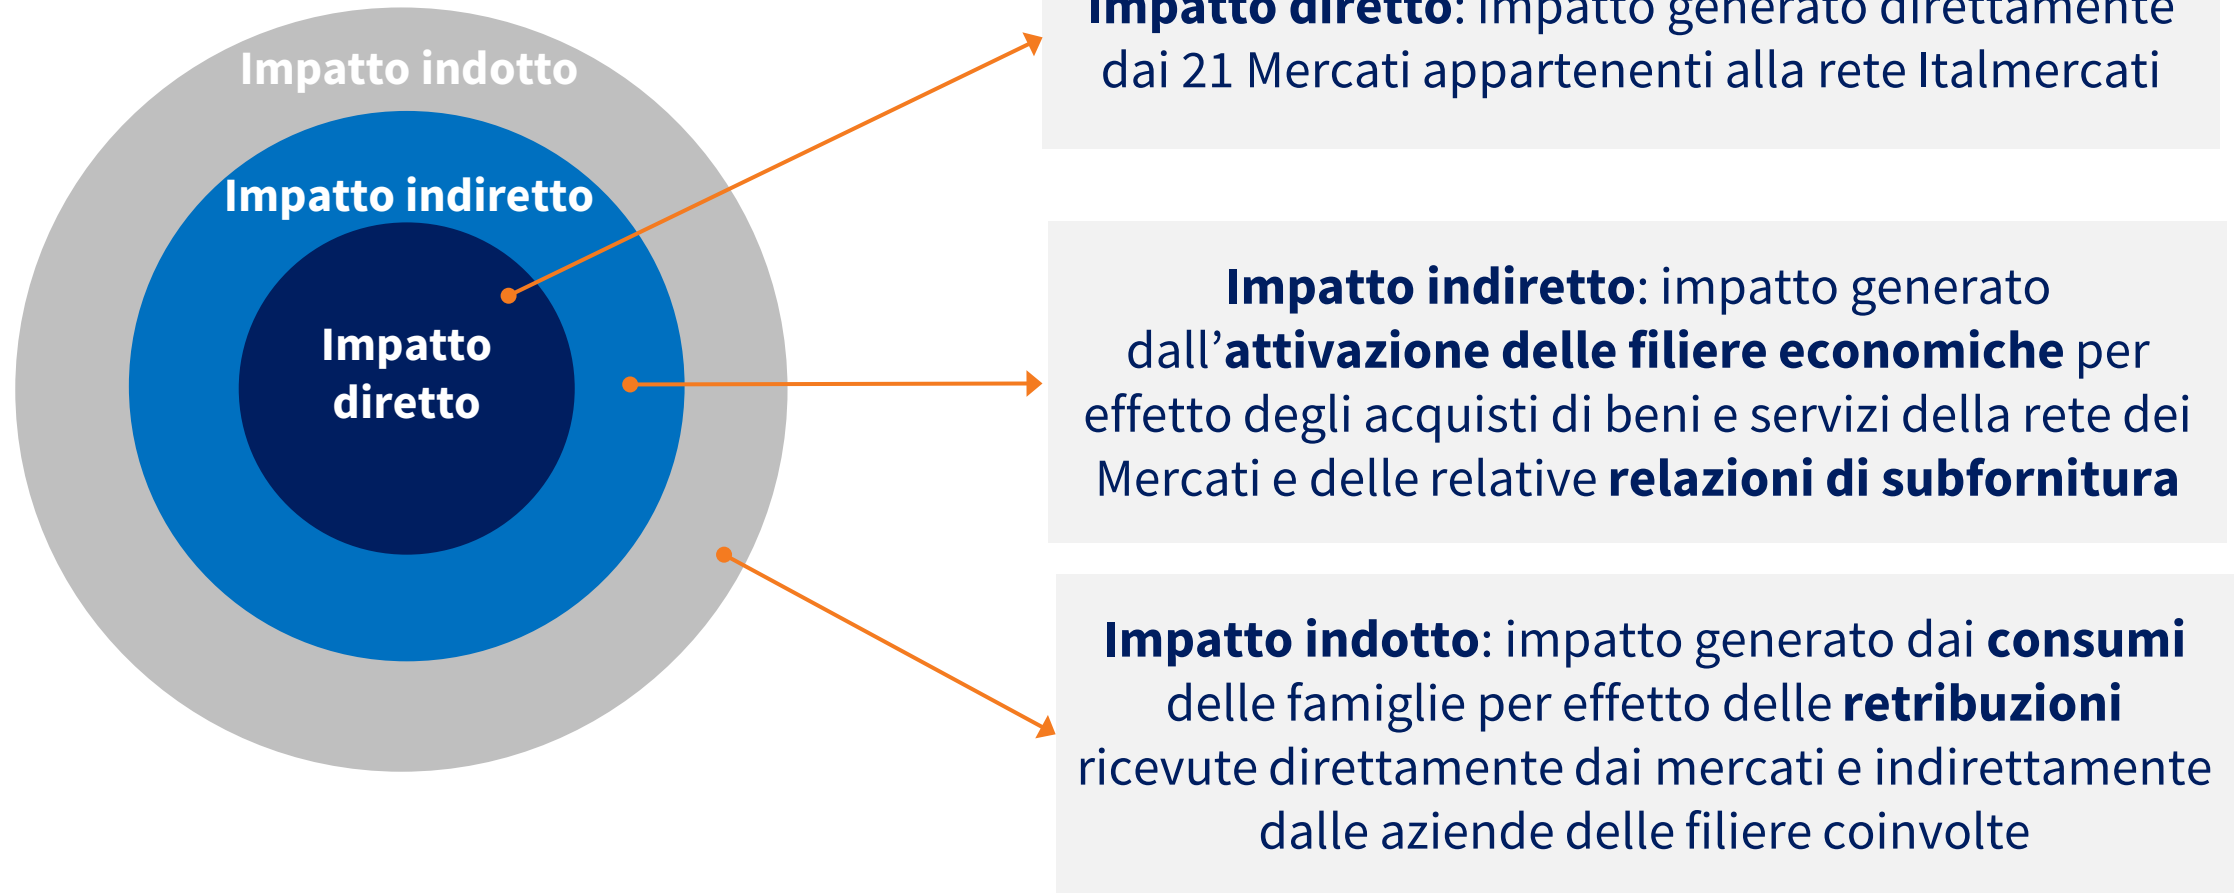 Impatto indotto
Impatto indiretto
Impatto
diretto
Impatto diretto: impatto generato direttamente
dai 21 Mercati appartenenti alla rete Italmercati
Impatto indiretto: impatto generato
dall’attivazione delle filiere economiche per
effetto degli acquisti di beni e servizi della rete dei
Mercati e delle relative relazioni di subfornitura
Impatto indotto: impatto generato dai consumi
delle famiglie per effetto delle retribuzioni
ricevute direttamente dai mercati e indirettamente
dalle aziende delle filiere coinvolte